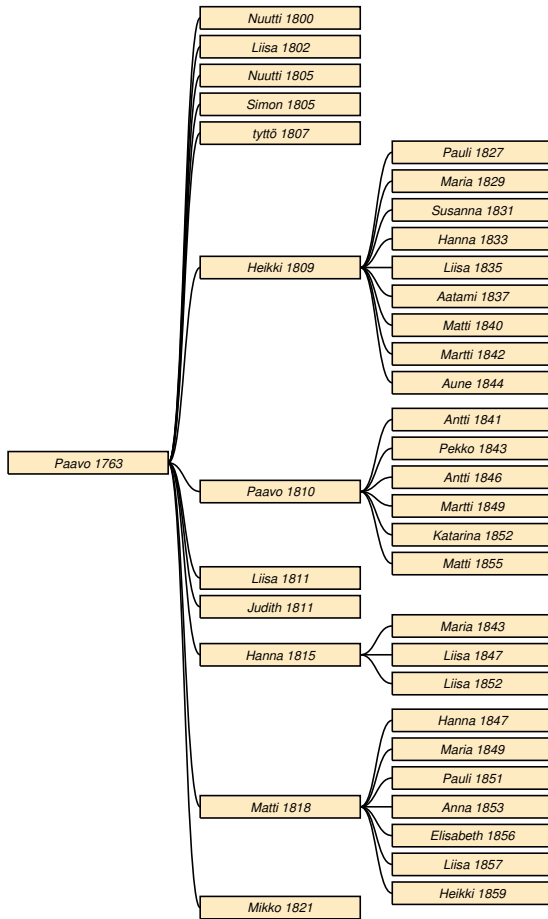 Nuutti 1800
Liisa 1802
Nuutti 1805
Simon 1805
tyttö 1807
Pauli 1827
Maria 1829
Susanna 1831
Hanna 1833
Heikki 1809
Liisa 1835
Aatami 1837
Matti 1840
Martti 1842
Aune 1844
Antti 1841
Pekko 1843
Paavo 1763
Antti 1846
Paavo 1810
Martti 1849
Katarina 1852
Matti 1855
Liisa 1811
Judith 1811
Maria 1843
Hanna 1815
Liisa 1847
Liisa 1852
Hanna 1847
Maria 1849
Pauli 1851
Matti 1818
Anna 1853
Elisabeth 1856
Liisa 1857
Heikki 1859
Mikko 1821